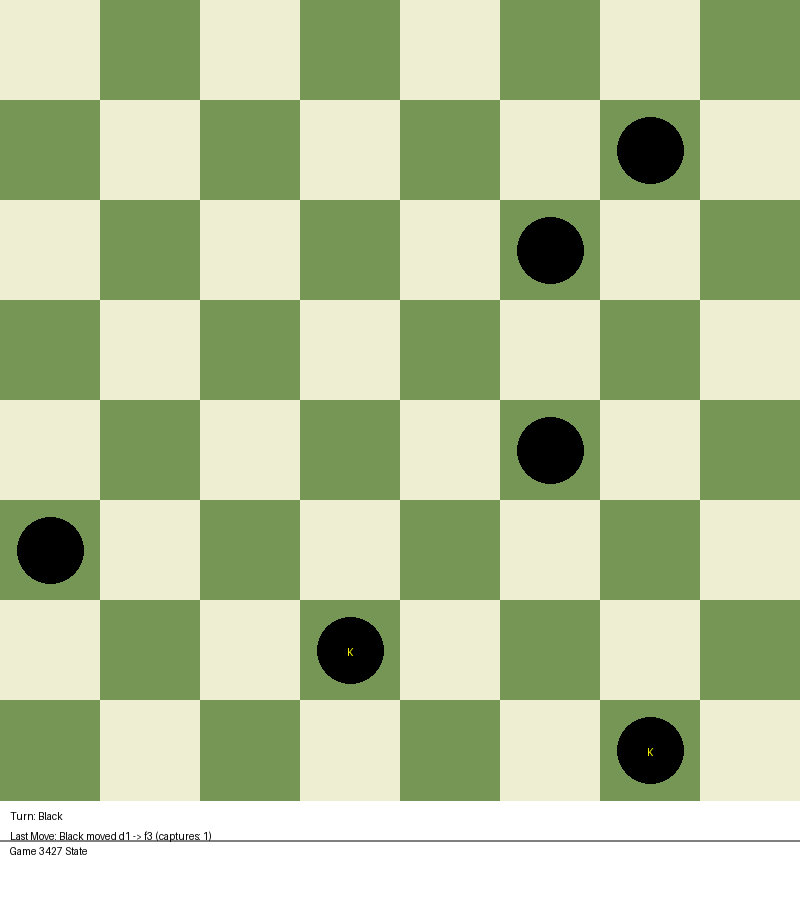 K
K
Turn: Black
Last Move: Black moved d1 -> f3 (captures: 1)
Game 3427 State